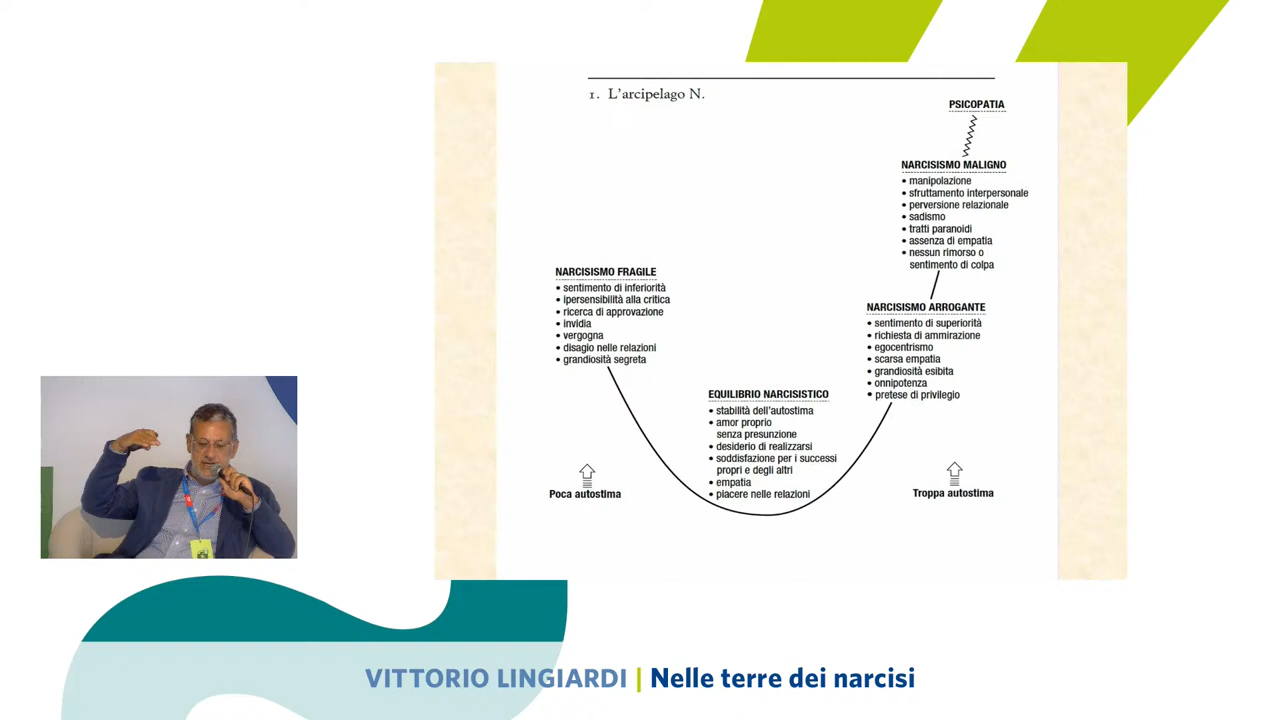 1. L'arcipelago N.
PSICOPATIA
NARCISISMO MALIGNO
• manipolazione
• sfruttamento interpersonale
• perversione relazionale
• sadismo
• tratti paranoidi
• assenza di empatia
• nessun rimorso o
sentimento di colpa
NARCISISMO FRAGILE
• sentimento di inferiorità
• ipersensibilità alla critica
• ricerca di approvazione
• invidia
• vergogna
• disagio nelle relazioni
• grandiosità segreta
NARCISISMO ARROGANTE
• sentimento di superiorità
• richiesta di ammirazione
• egocentrismo
• scarsa empatia
• grandiosità esibita
• onnipotenza
• pretese di privilegio
EQUILIBRIO NARCISISTICO
• stabilità dell'autostima
• amor proprio
senza presunzione
• desiderio di realizzarsi
• soddisfazione per i successi
propri e degli altri
• empatia
• piacere nelle relazioni
Poca autostima
Troppa autostima
VITTORIO LINGIARDI | Nelle terre dei narcisi